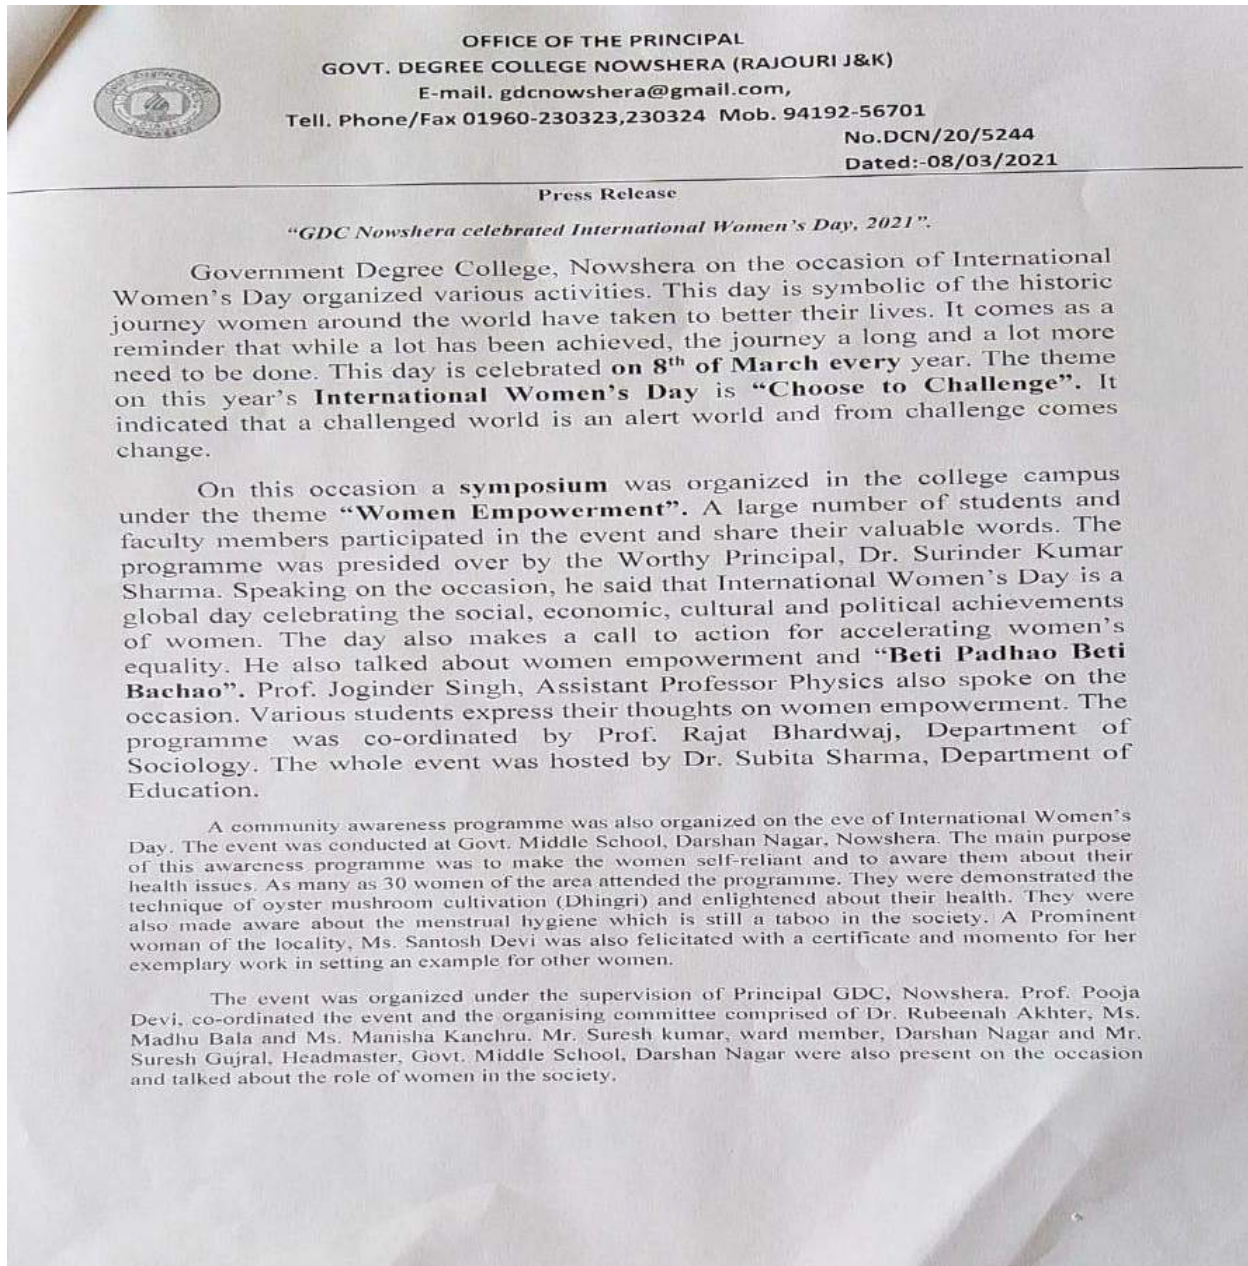 OFFICE OF THE PRINCIPAL
GOVT. DEGREE COLLEGE NOWSHERA (RAJOURI J&K)
E-mail. gdcnowshera@gmail.com,
Tell. Phone/Fax 01960-230323,230324 Mob. 94192-56701
No.DCN/20/5244
Dated:-08/03/2021
Press Release
“GDC Nowshera celebrated International Women’s Day, 2021”.
Government Degree College, Nowshera on the occasion of International
Women’s Day organized various activities. This day is symbolic of the historic
journey women around the world have taken to better their lives. It comes as a
reminder that while a lot has been achieved, the journey a long and a lot more
need to be done. This day is celebrated on 8th of March every year. The theme
on this year’s International Women’s Day is “Choose to Challenge”. It
indicated that a challenged world is an alert world and from challenge comes
change.
On this occasion a symposium was organized in the college campus
under the theme “Women Empowerment”. A large number of students and
faculty members participated in the event and share their valuable words. The
programme was presided over by the Worthy Principal, Dr. Surinder Kumar
Sharma. Speaking on the occasion, he said that International Women’s Day is a
global day celebrating the social, economic, cultural and political achievements
of women. The day also makes a call to action for accelerating women’s
equality. He also talked about women empowerment and “Beti Padhao Beti
Bachao”. Prof. Joginder Singh, Assistant Professor Physics also spoke on the
occasion. Various students express their thoughts on women empowerment. The
programme was co-ordinated by Prof. Rajat Bhardwaj, Department of
Sociology. The whole event was hosted by Dr. Subita Sharma, Department of
Education.
A community awareness programme was also organized on the eve of International Women’s
Day. The event was conducted at Govt. Middle School, Darshan Nagar, Nowshera. The main purpose
of this awareness programme was to make the women self-reliant and to aware them about their
health issues. As many as 30 women of the area attended the programme. They were demonstrated the
technique of oyster mushroom cultivation (Dhingri) and enlightened about their health. They were
also made aware about the menstrual hygiene which is still a taboo in the society. A Prominent
woman of the locality, Ms. Santosh Devi was also felicitated with a certificate and momento for her
exemplary work in setting an example for other women.
The event was organized under the supervision of Principal GDC, Nowshera. Prof. Pooja
Devi, co-ordinated the event and the organising committee comprised of Dr. Rubeenah Akhter, Ms.
Madhu Bala and Ms. Manisha Kanchru. Mr. Suresh kumar, ward member, Darshan Nagar and Mr.
Suresh Gujral, Headmaster, Govt. Middle School, Darshan Nagar were also present on the occasion
and talked about the role of women in the society.